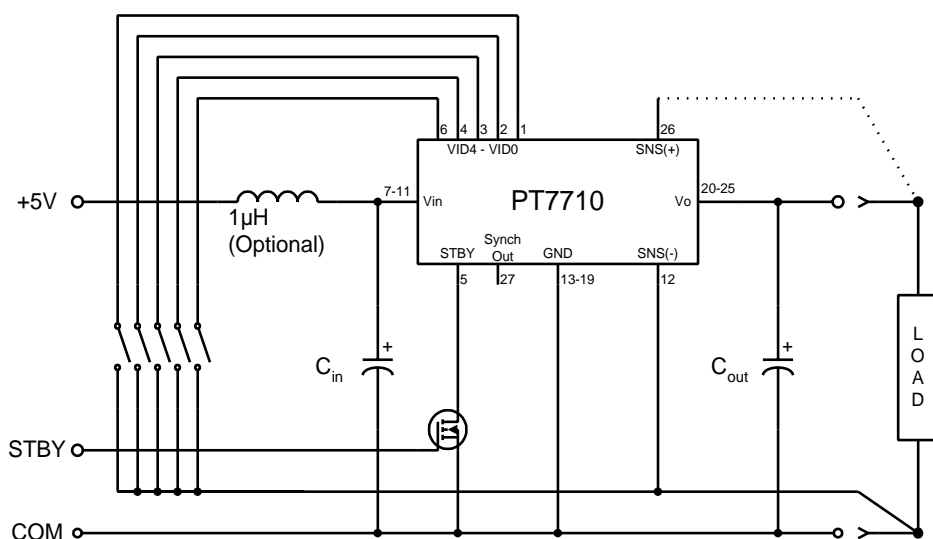 6 4 3 2 1
26
VID4 - VID0
SNS(+)
+5V
7-11
Vin
PT7710
Vo
20-25
1µH
(Optional)
STBY
Synch
Out
GND
SNS(-)
5
27
13-19
12
+
Cin
+
Cout
LOAD
STBY
COM